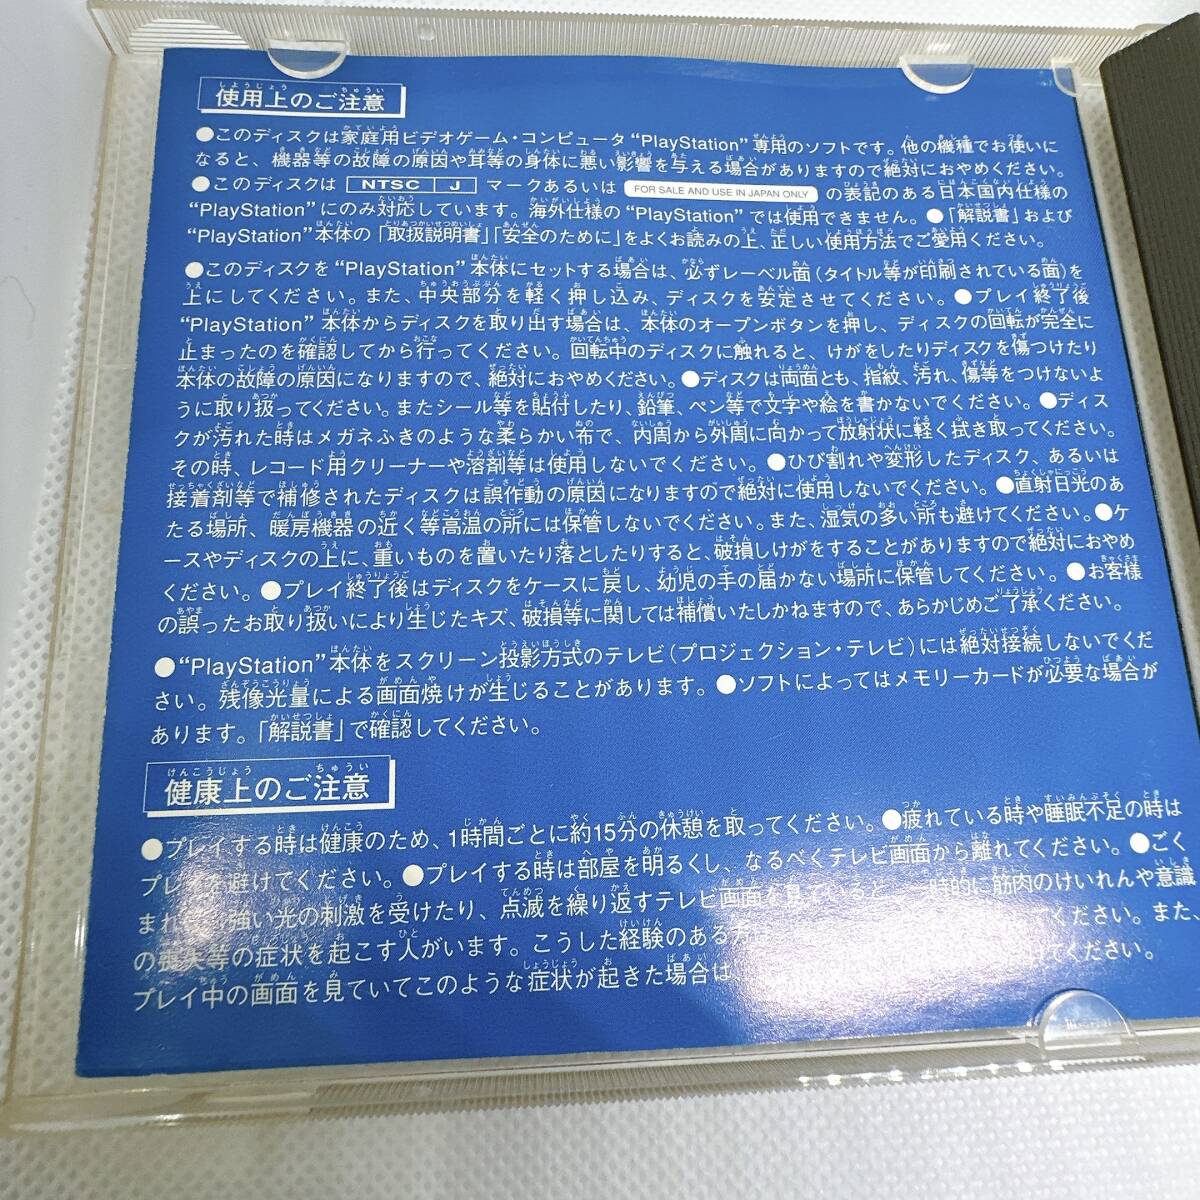 使用上のご注意
●このディスクは家庭用ビデオゲーム・コンピュータ“PlayStation”専用のソフトです。他の機種でお使いに
なると、機器等の故障の原因や耳等の身体に悪い影響を与える場合がありますので絶対におやめください。
●このディスクは NTSC J マークあるいは FOR SALE AND USE IN JAPAN ONLY の表記のある日本国内仕様の
“PlayStation”にのみ対応しています。海外仕様の“PlayStation”では使用できません。●「解説書」および
“PlayStation”本体の「取扱説明書」「安全のために」をよくお読みの上、正しい使用方法でご愛用ください。
●このディスクを“PlayStation”本体にセットする場合は、必ずレーベル面(タイトル等が印刷されている面)を
上にしてください。また、中央部分を軽く押し込み、ディスクを安定させてください。●プレイ終了後
“PlayStation”本体からディスクを取り出す場合は、本体のオープンボタンを押し、ディスクの回転が完全に
止まったのを確認してから行ってください。回転中のディスクに触れると、けがをしたりディスクを傷つけたり
本体の故障の原因になりますので、絶対におやめください。●ディスクは両面とも、指紋、汚れ、傷等をつけないよ
うに取り扱ってください。またシール等を貼付したり、鉛筆、ペン等で文字や絵を書かないでください。●ディス
クが汚れた時はメガネふきのような柔らかい布で、内周から外周に向かって放射状に軽く拭き取ってください。
その時、レコード用クリーナーや溶剤等は使用しないでください。●ひび割れや変形したディスク、あるいは
接着剤等で補修されたディスクは誤作動の原因になりますので絶対に使用しないでください。●直射日光のあ
たる場所、暖房機器の近く等高温の所には保管しないでください。また、湿気の多い所も避けてください。●ケ
ースやディスクの上に、重いものを置いたり落としたりすると、破損しけがをすることがありますので絶対におやめ
ください。●プレイ終了後はディスクをケースに戻し、幼児の手の届かない場所に保管してください。●お客様
の誤ったお取り扱いにより生じたキズ、破損等に関しては補償いたしかねますので、あらかじめご了承ください。
●“PlayStation”本体をスクリーン投影方式のテレビ(プロジェクション・テレビ)には絶対接続しないでくだ
さい。残像光量による画面焼けが生じることがあります。●ソフトによってはメモリーカードが必要な場合が
あります。「解説書」で確認してください。
健康上のご注意
●プレイする時は健康のため、1時間ごとに約15分の休憩を取ってください。●疲れている時や睡眠不足の時は
プレイを避けてください。●プレイする時は部屋を明るくし、なるべくテレビ画面から離れてください。●ごく
まれに 強い光の刺激を受けたり、点滅を繰り返すテレビ画面を見ていると、一時的に筋肉のけいれんや意識
の喪失等の症状を起こす人がいます。こうした経験のある方は てください。また、
プレイ中の画面を見ていてこのような症状が起きた場合は けてください。